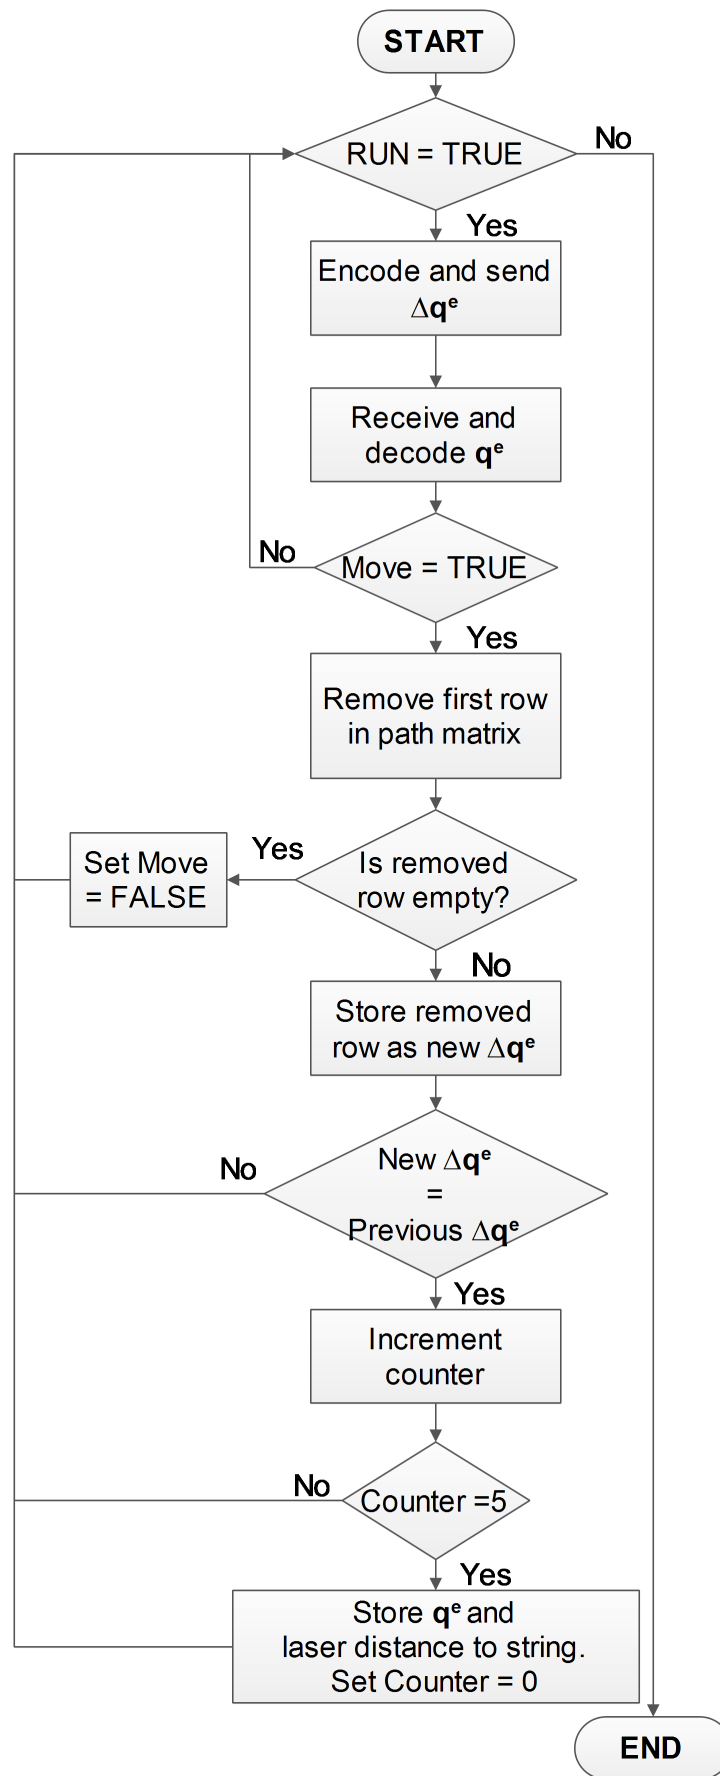 START
RUN = TRUE
No
Yes
Encode and send
Δqᵉ
Receive and
decode qᵉ
No
Move = TRUE
Yes
Remove first row
in path matrix
Set Move
= FALSE
Yes
Is removed
row empty?
No
Store removed
row as new Δqᵉ
No
New Δqᵉ
=
Previous Δqᵉ
Yes
Increment
counter
No
Counter =5
Yes
Store qᵉ and
laser distance to string.
Set Counter = 0
END